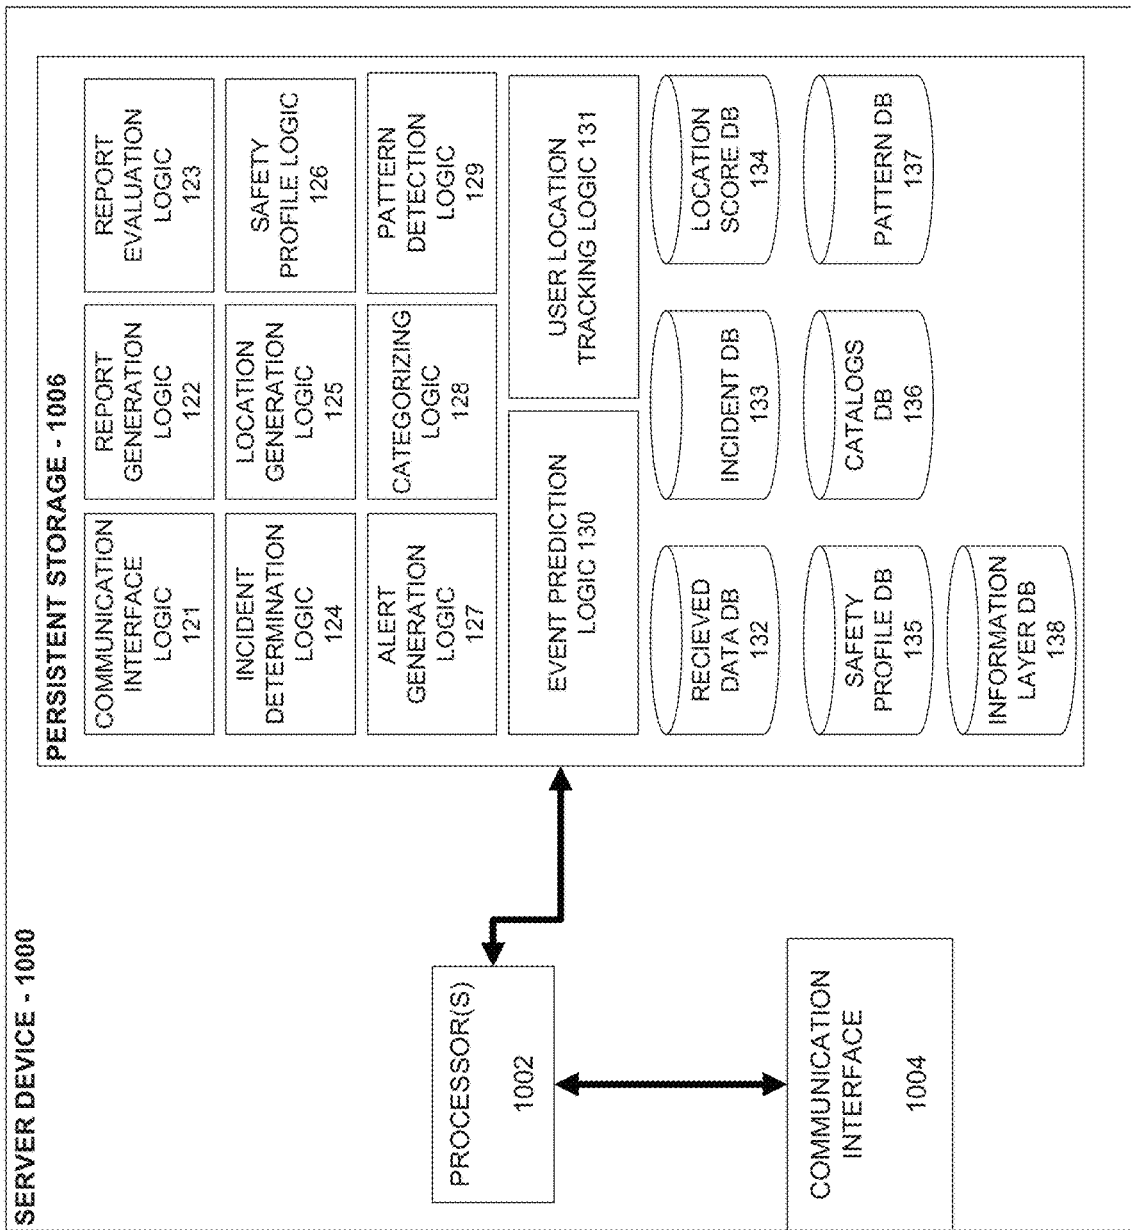 SERVER DEVICE - 1000
PROCESSOR(S)
1002
COMMUNICATION
INTERFACE
1004
PERSISTENT STORAGE - 1006
COMMUNICATION
INTERFACE
LOGIC
121
REPORT
GENERATION
LOGIC
122
REPORT
EVALUATION
LOGIC
123
INCIDENT
DETERMINATION
LOGIC
124
LOCATION
GENERATION
LOGIC
125
SAFETY
PROFILE LOGIC
126
ALERT
GENERATION
LOGIC
127
CATEGORIZING
LOGIC
128
PATTERN
DETECTION
LOGIC
129
EVENT PREDICTION
LOGIC 130
USER LOCATION
TRACKING LOGIC 131
RECIEVED
DATA DB
132
INCIDENT DB
133
LOCATION
SCORE DB
134
SAFETY
PROFILE DB
135
CATALOGS
DB
136
PATTERN DB
137
INFORMATION
LAYER DB
138